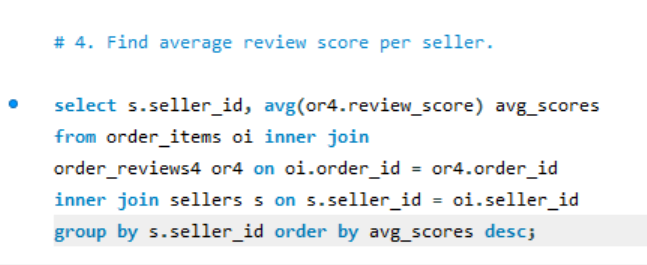 # 4. Find average review score per seller.
select s.seller_id, avg(or4.review_score) avg_scores
from order_items oi inner join
order_reviews4 or4 on oi.order_id = or4.order_id
inner join sellers s on s.seller_id = oi.seller_id
group by s.seller_id order by avg_scores desc;